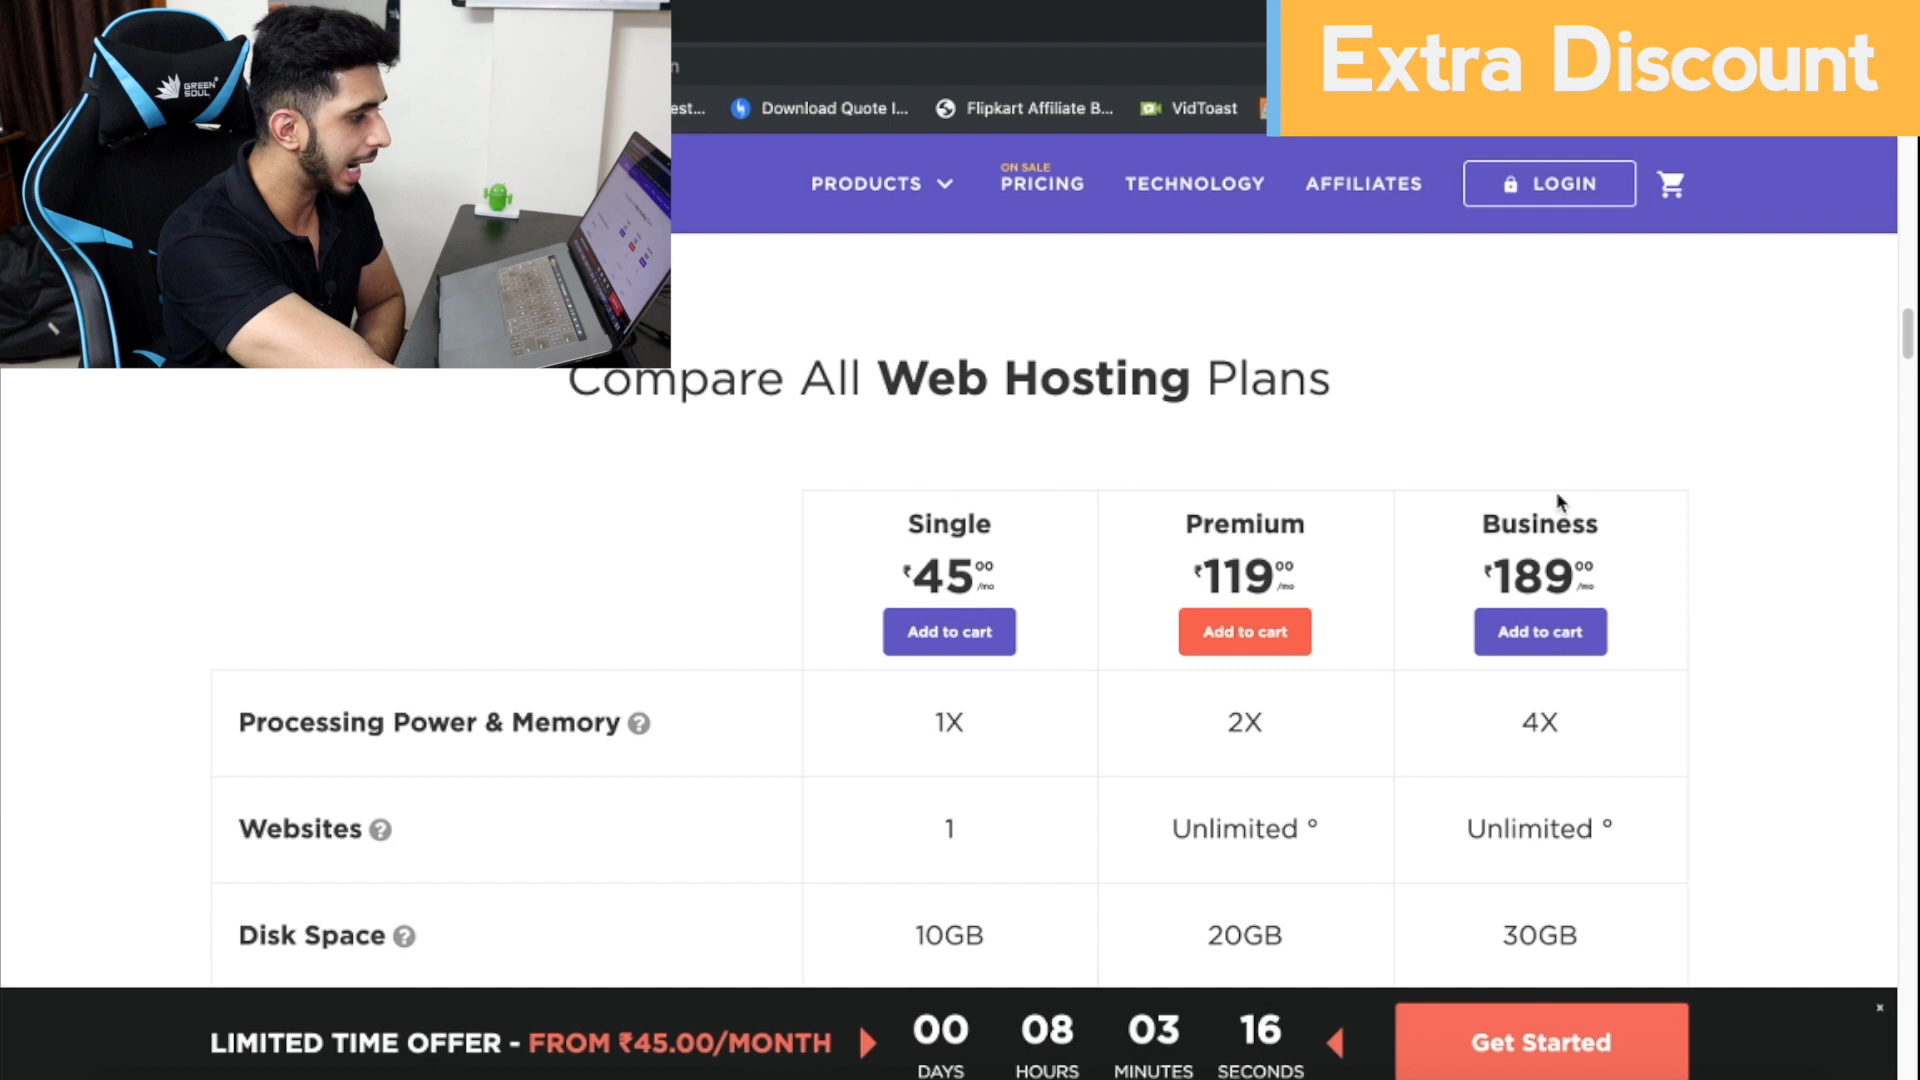 Extra Discount
GREEN
SOUL
est...
Download Quote I...
Flipkart Affiliate B...
VidToast
PRODUCTS
ON SALE
PRICING
TECHNOLOGY
AFFILIATES
LOGIN
Compare All Web Hosting Plans
Single
Premium
Business
₹45 00 /mo
₹119 00 /mo
₹189 00 /mo
Add to cart
Add to cart
Add to cart
Processing Power & Memory ?
1X
2X
4X
Websites ?
1
Unlimited °
Unlimited °
Disk Space ?
10GB
20GB
30GB
LIMITED TIME OFFER - FROM ₹45.00/MONTH
00
08
03
16
DAYS
HOURS
MINUTES
SECONDS
Get Started